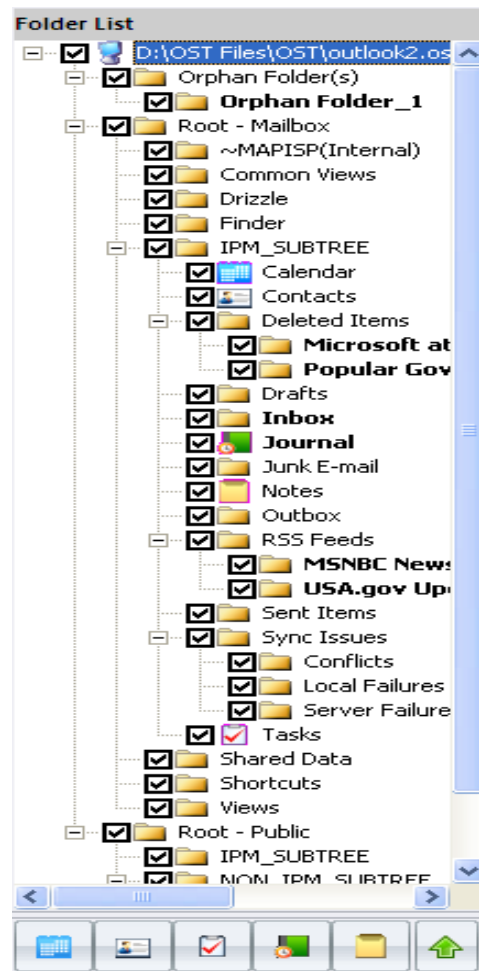 Folder List
D:\OST Files\OST\outlook2.os
Orphan Folder(s)
Orphan Folder_1
Root - Mailbox
~MAPISP(Internal)
Common Views
Drizzle
Finder
IPM_SUBTREE
Calendar
Contacts
Deleted Items
Microsoft at
Popular Gov
Drafts
Inbox
Journal
Junk E-mail
Notes
Outbox
RSS Feeds
MSNBC News
USA.gov Up
Sent Items
Sync Issues
Conflicts
Local Failures
Server Failure
Tasks
Shared Data
Shortcuts
Views
Root - Public
IPM_SUBTREE
NON_IPM_SUBTREE